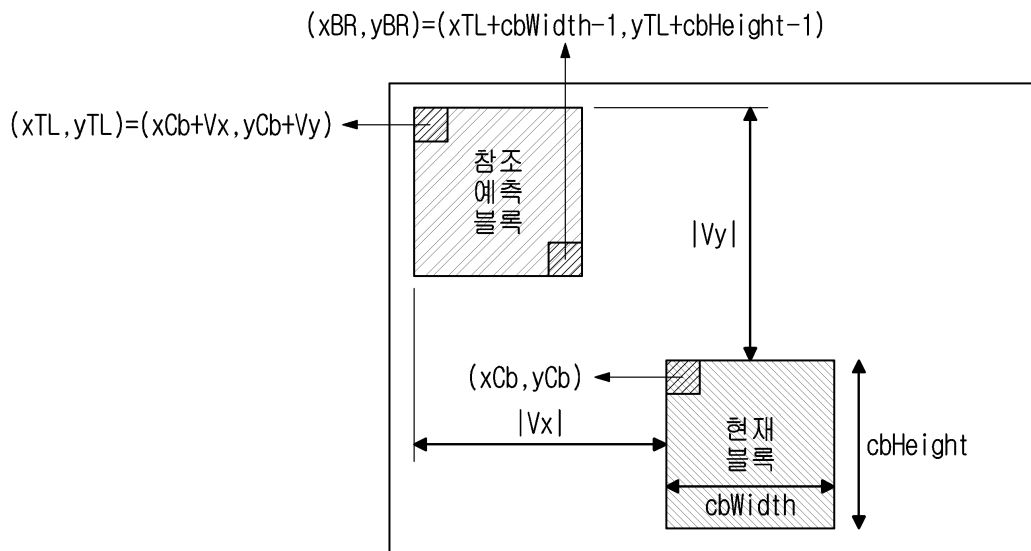 (xBR,yBR)=(xTL+cbWidth-1,yTL+cbHeight-1)
(xTL,yTL)=(xCb+Vx,yCb+Vy)
참조
예측
블록
|Vy|
(xCb,yCb)
|Vx|
현재
블록
cbHeight
cbWidth